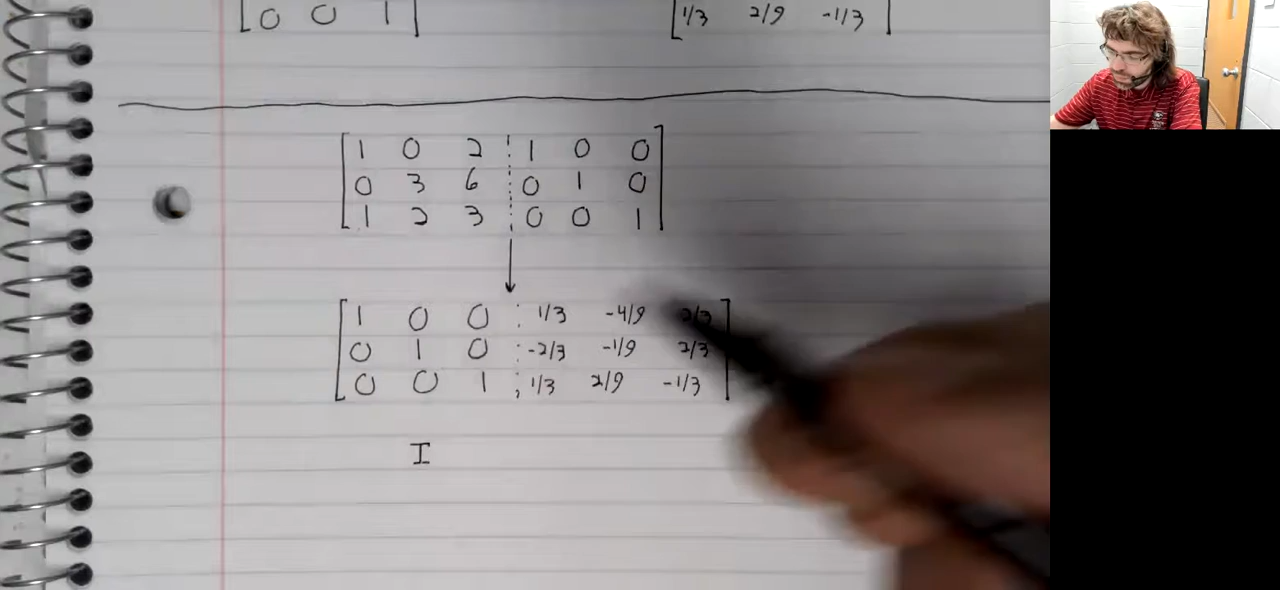 0 0 1 1/3 2/9 -1/3
1 0 2 1 0 0
0 3 6 0 1 0
1 2 3 0 0 1
1 0 0 1/3 -4/9 2/3
0 1 0 -2/3 -1/9 2/3
0 0 1 1/3 2/9 -1/3
I